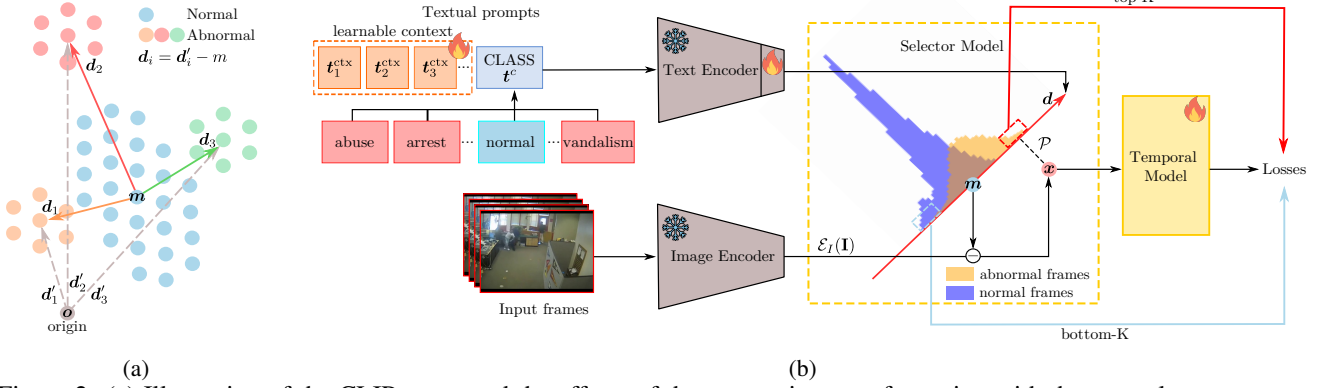 Normal
Abnormal
d_i = d'_i − m
d_2
d_3
m
d_1
d'_1
d'_2
d'_3
o
origin
(a)
Textual prompts
learnable context
t_1^ctx t_2^ctx t_3^ctx ... CLASS t^c
abuse arrest ... normal ... vandalism
Input frames
Text Encoder
Image Encoder
ℰ_I(I)
Selector Model
d
P
m
x
−
abnormal frames
normal frames
top-K
bottom-K
Temporal
Model
Losses
(b)